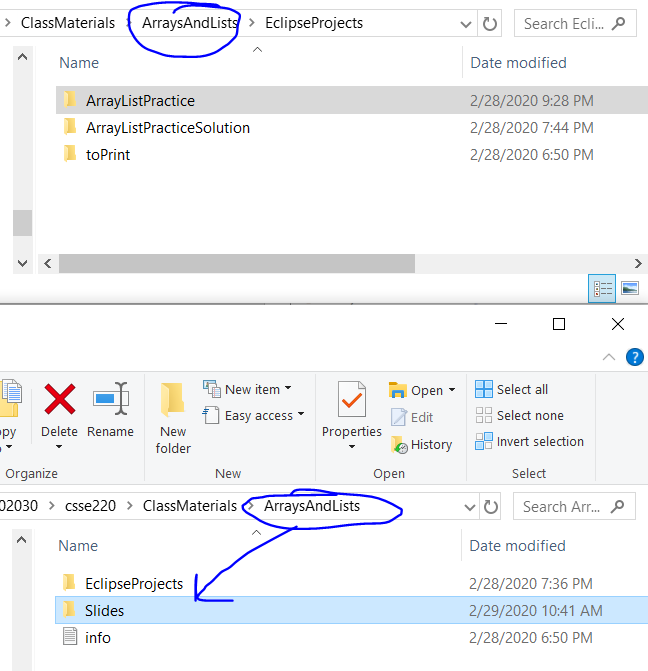 ClassMaterials > ArraysAndLists > EclipseProjects
Search Ecli...
Name Date modified
ArrayListPractice 2/28/2020 9:28 PM
ArrayListPracticeSolution 2/28/2020 7:44 PM
toPrint 2/28/2020 6:50 PM
?
opy
Delete
Rename
New folder
New item
Easy access
Properties
Open
Edit
History
Select all
Select none
Invert selection
Organize New Open Select
02030 > csse220 > ClassMaterials > ArraysAndLists
Search Arr...
Name Date modified
EclipseProjects 2/28/2020 7:36 PM
Slides 2/29/2020 10:41 AM
info 2/28/2020 6:50 PM